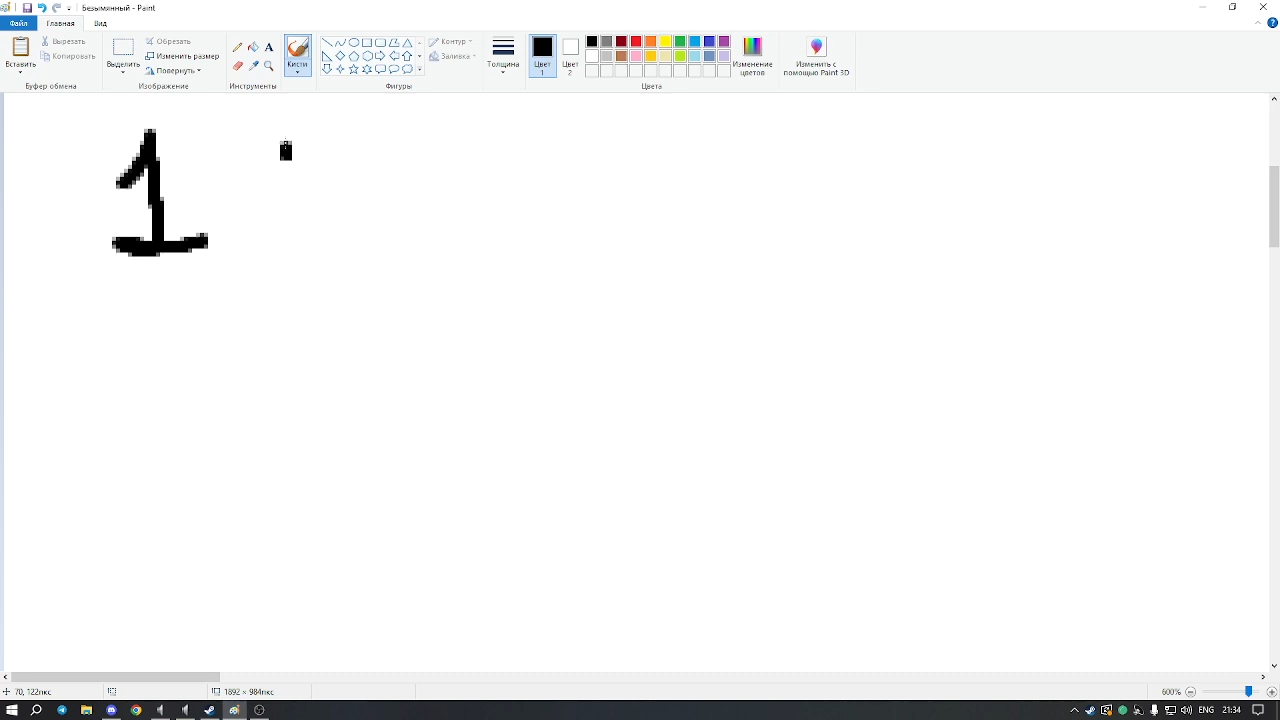 Безымянный - Paint
Файл Главная Вид
Вставить
Вырезать
Копировать
Буфер обмена
Выделить
Обрезать
Изменить размер
Повернуть
Изображение
A
Инструменты
Кисти
Контур
Заливка
Фигуры
Толщина
Цвет 1
Цвет 2
Изменение цветов
Цвета
Изменить с помощью Paint 3D
1
70, 122пкс
1892 × 984пкс
600%
ENG 21:34